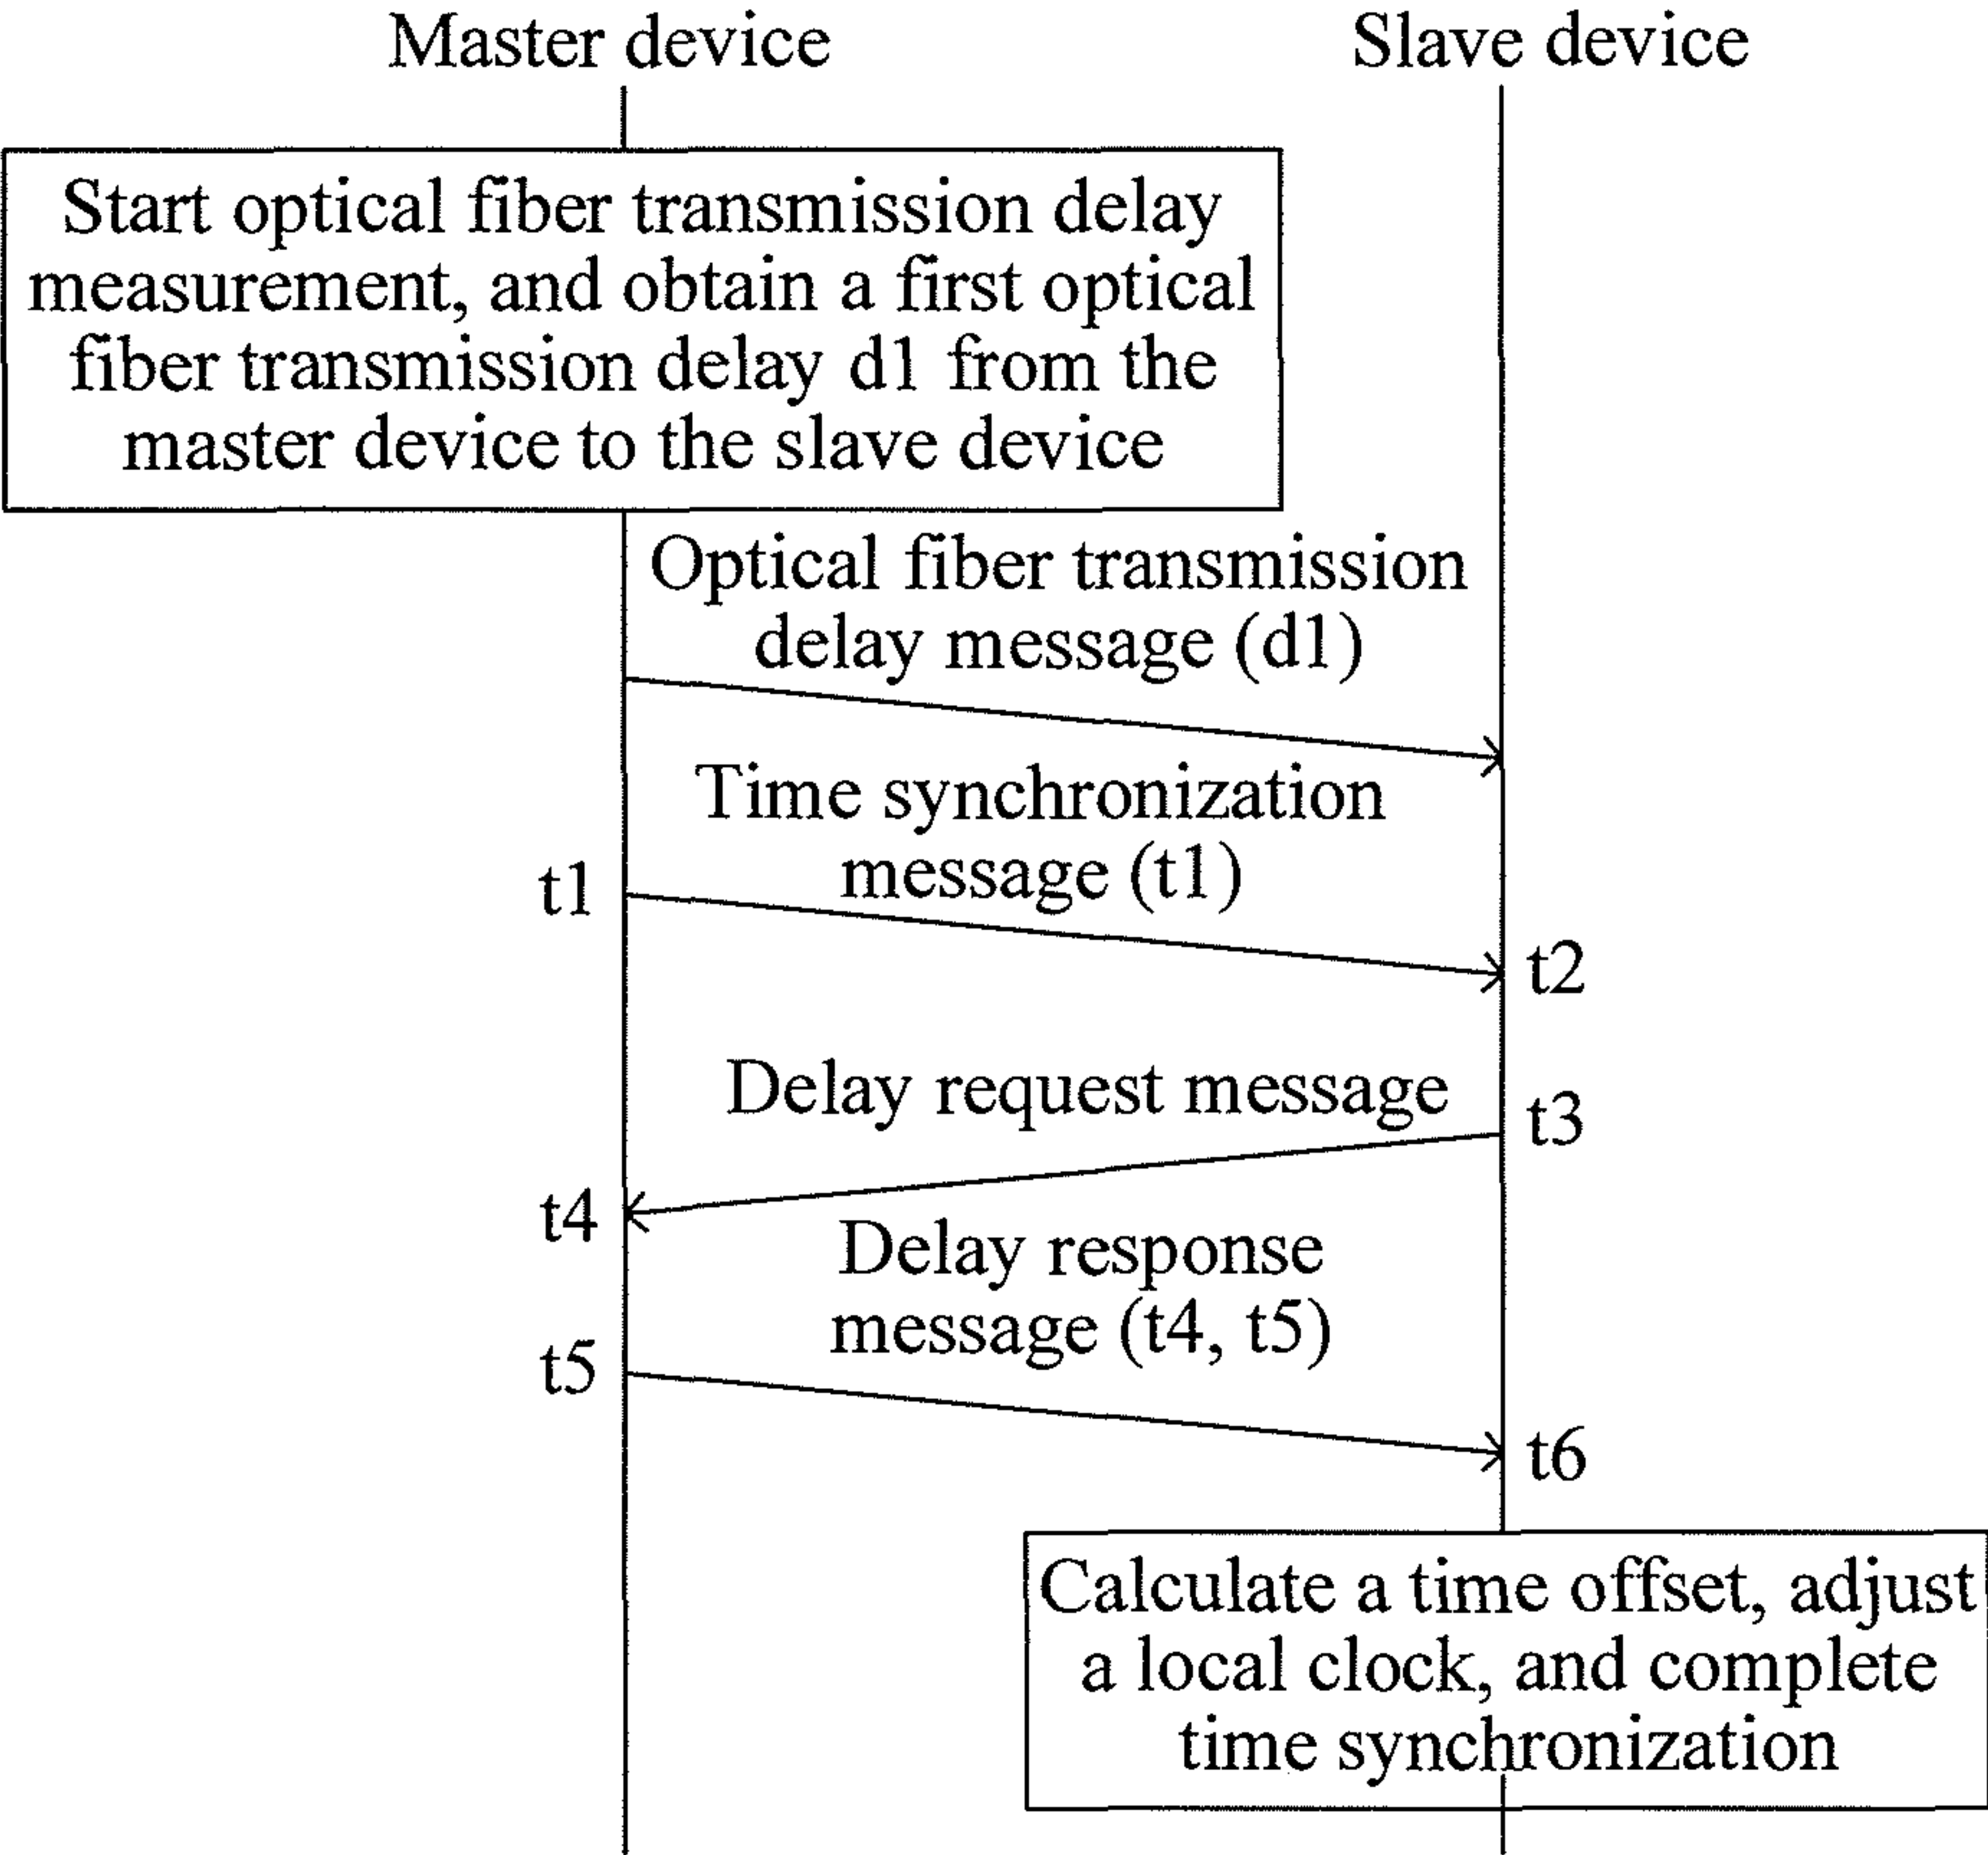 Master device
Slave device
Start optical fiber transmission delay
measurement, and obtain a first optical
fiber transmission delay d1 from the
master device to the slave device
Optical fiber transmission
delay message (d1)
Time synchronization
message (t1)
t1
t2
Delay request message
t3
t4
Delay response
message (t4, t5)
t5
t6
Calculate a time offset, adjust
a local clock, and complete
time synchronization